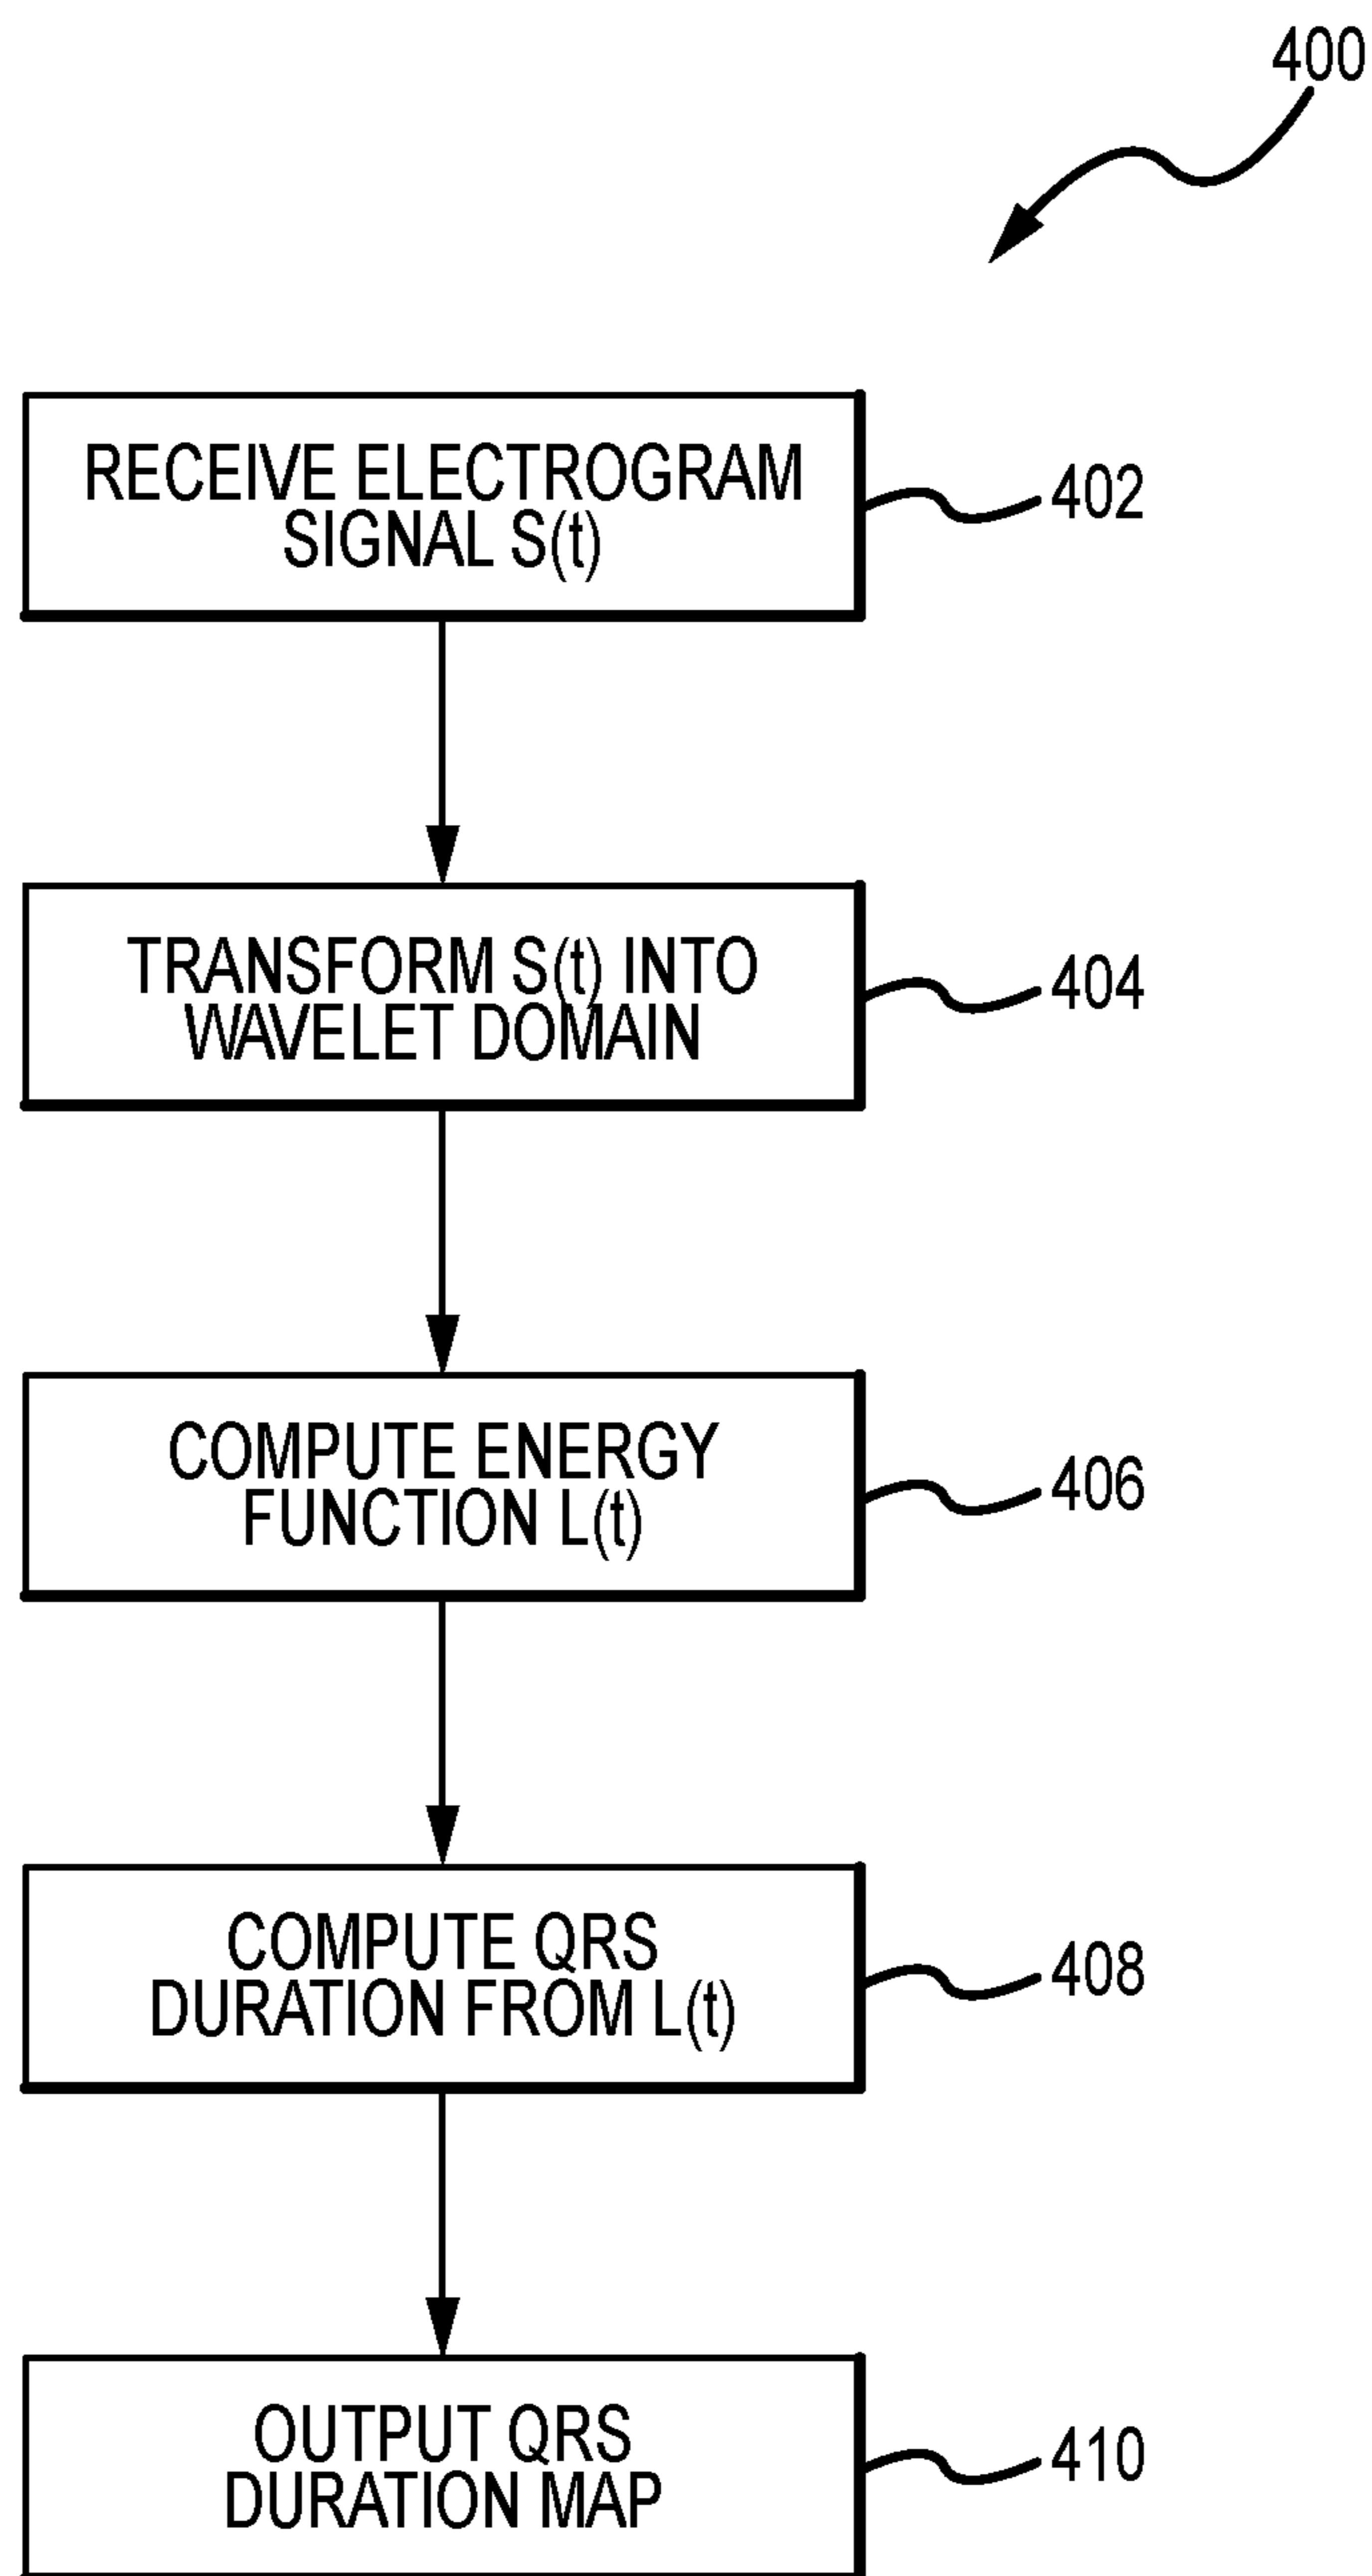 400
RECEIVE ELECTROGRAM
SIGNAL S(t)
402
TRANSFORM S(t) INTO
WAVELET DOMAIN
404
COMPUTE ENERGY
FUNCTION L(t)
406
COMPUTE QRS
DURATION FROM L(t)
408
OUTPUT QRS
DURATION MAP
410